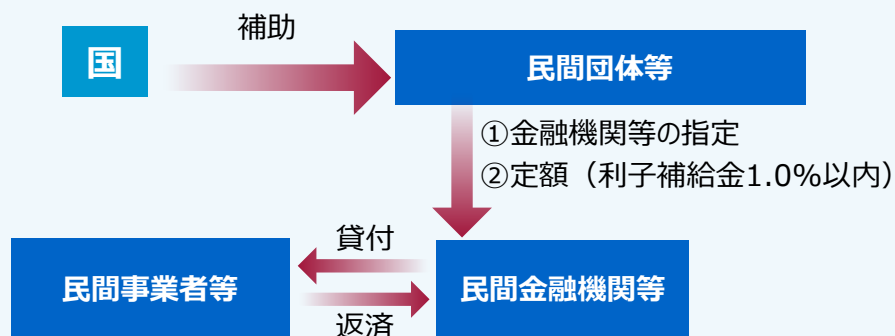 補助
国
民間団体等
①金融機関等の指定
②定額（利子補給金1.0%以内）
貸付
民間事業者等
民間金融機関等
返済